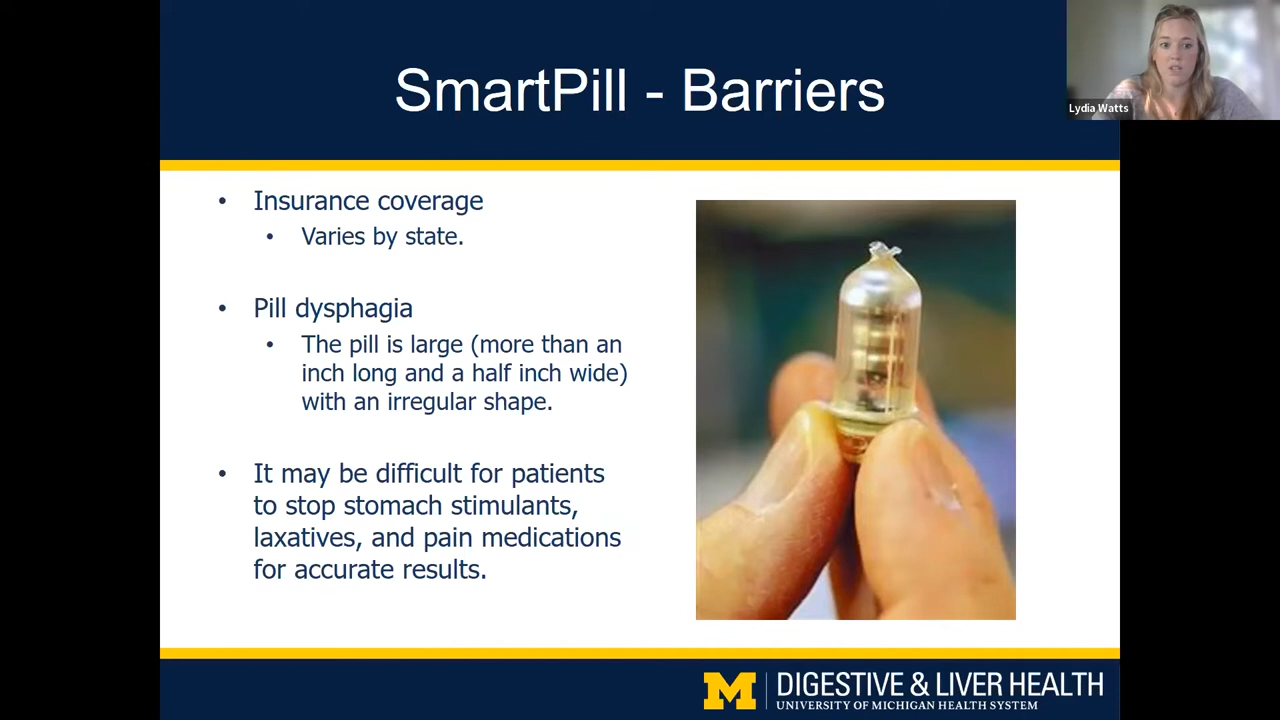 SmartPill - Barriers
Lydia Watts
• Insurance coverage
• Varies by state.
• Pill dysphagia
• The pill is large (more than an
inch long and a half inch wide)
with an irregular shape.
• It may be difficult for patients
to stop stomach stimulants,
laxatives, and pain medications
for accurate results.
M DIGESTIVE & LIVER HEALTH
UNIVERSITY OF MICHIGAN HEALTH SYSTEM